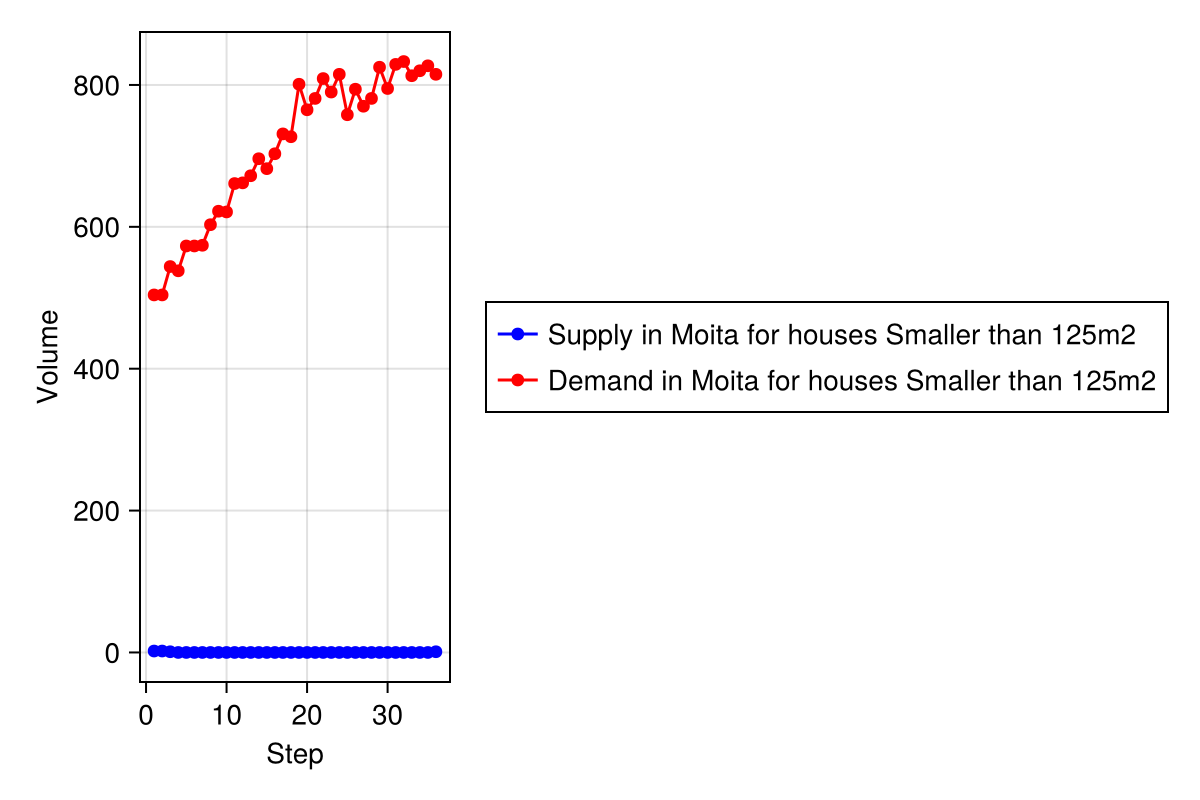 800
600
400
200
0
Volume
0 10 20 30
Step
Supply in Moita for houses Smaller than 125m2
Demand in Moita for houses Smaller than 125m2